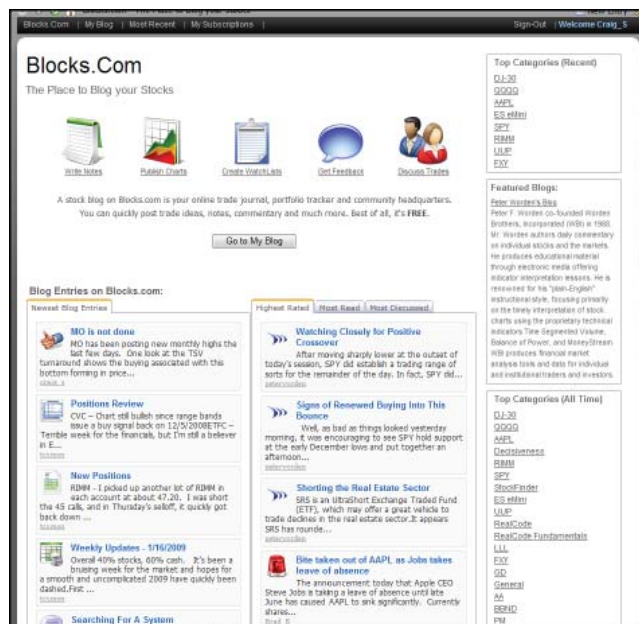 Blocks.Com | My Blog | Most Recent | My Subscriptions |
Sign-Out | Welcome Craig_S
Blocks.Com
The Place to Blog your Stocks
Write Notes
Publish Charts
Create WatchLists
Get Feedback
Discuss Trades
A stock blog on Blocks.com is your online trade journal, portfolio tracker and community headquarters.
You can quickly post trade ideas, notes, commentary and much more. Best of all, it's FREE.
Go to My Blog
Blog Entries on Blocks.com:
Newest Blog Entries
MO is not done
MO has been posting new monthly highs the
last few days. One look at the TSV
turnaround shows the buying associated with this
bottom forming in price...
Positions Review
CVC – Chart still bullish since range bands
issue a buy signal back on 12/5/2008ETFC –
Terrible week for the financials, but I'm still a believer
in E...
New Positions
RIMM - I picked up another lot of RIMM in
each account at about 47.20. I was short
the 45 calls, and in Thursday's selloff, it quickly got
back down ...
Weekly Updates - 1/16/2009
Overall 40% stocks, 60% cash. It's been a
bruising week for the market and hopes for
a smooth and uncomplicated 2009 have quickly been
dashed.First ...
Searching For A System
Highest Rated
Most Read
Most Discussed
Watching Closely for Positive
Crossover
After moving sharply lower at the outset of
today's session, SPY did establish a trading range of
sorts for the remainder of the day. In fact, SPY did...
peterworden
Signs of Renewed Buying Into This
Bounce
Well, as bad as things looked yesterday
morning, it was encouraging to see SPY hold support
at the early December lows and put together an
afternoon...
peterworden
Shorting the Real Estate Sector
SRS is an UltraShort Exchange Traded Fund
(ETF), which may offer a great vehicle to
trade declines in the real estate sector.It appears
SRS has rounde...
peterworden
Bite taken out of AAPL as Jobs takes
leave of absence
The announcement today that Apple CEO
Steve Jobs is taking a leave of absence until late
June has caused AAPL to sink significantly. Currently
shares...
Brad_S
Top Categories (Recent)
DJ-30
QQQQ
AAPL
ES eMini
SPY
RIMM
UUP
FXY
Featured Blogs:
Peter Worden's Blog
Peter F. Worden co-founded Worden
Brothers, Incorporated (WBI) in 1988.
Mr. Worden authors daily commentary
on individual stocks and the markets.
He produces educational material
through electronic media offering
indicator interpretation lessons. He is
renowned for his "plain-English"
instructional style, focusing primarily
on the timely interpretation of stock
charts using the proprietary technical
indicators Time Segmented Volume,
Balance of Power, and MoneyStream.
WBI produces financial market
analysis tools and data for individual
and institutional traders and investors.
Top Categories (All Time)
DJ-30
QQQQ
AAPL
Decisiveness
RIMM
SPY
StockFinder
ES eMini
UUP
RealCode
RealCode Fundamentals
LLL
FXY
GD
General
AA
BBND
PM